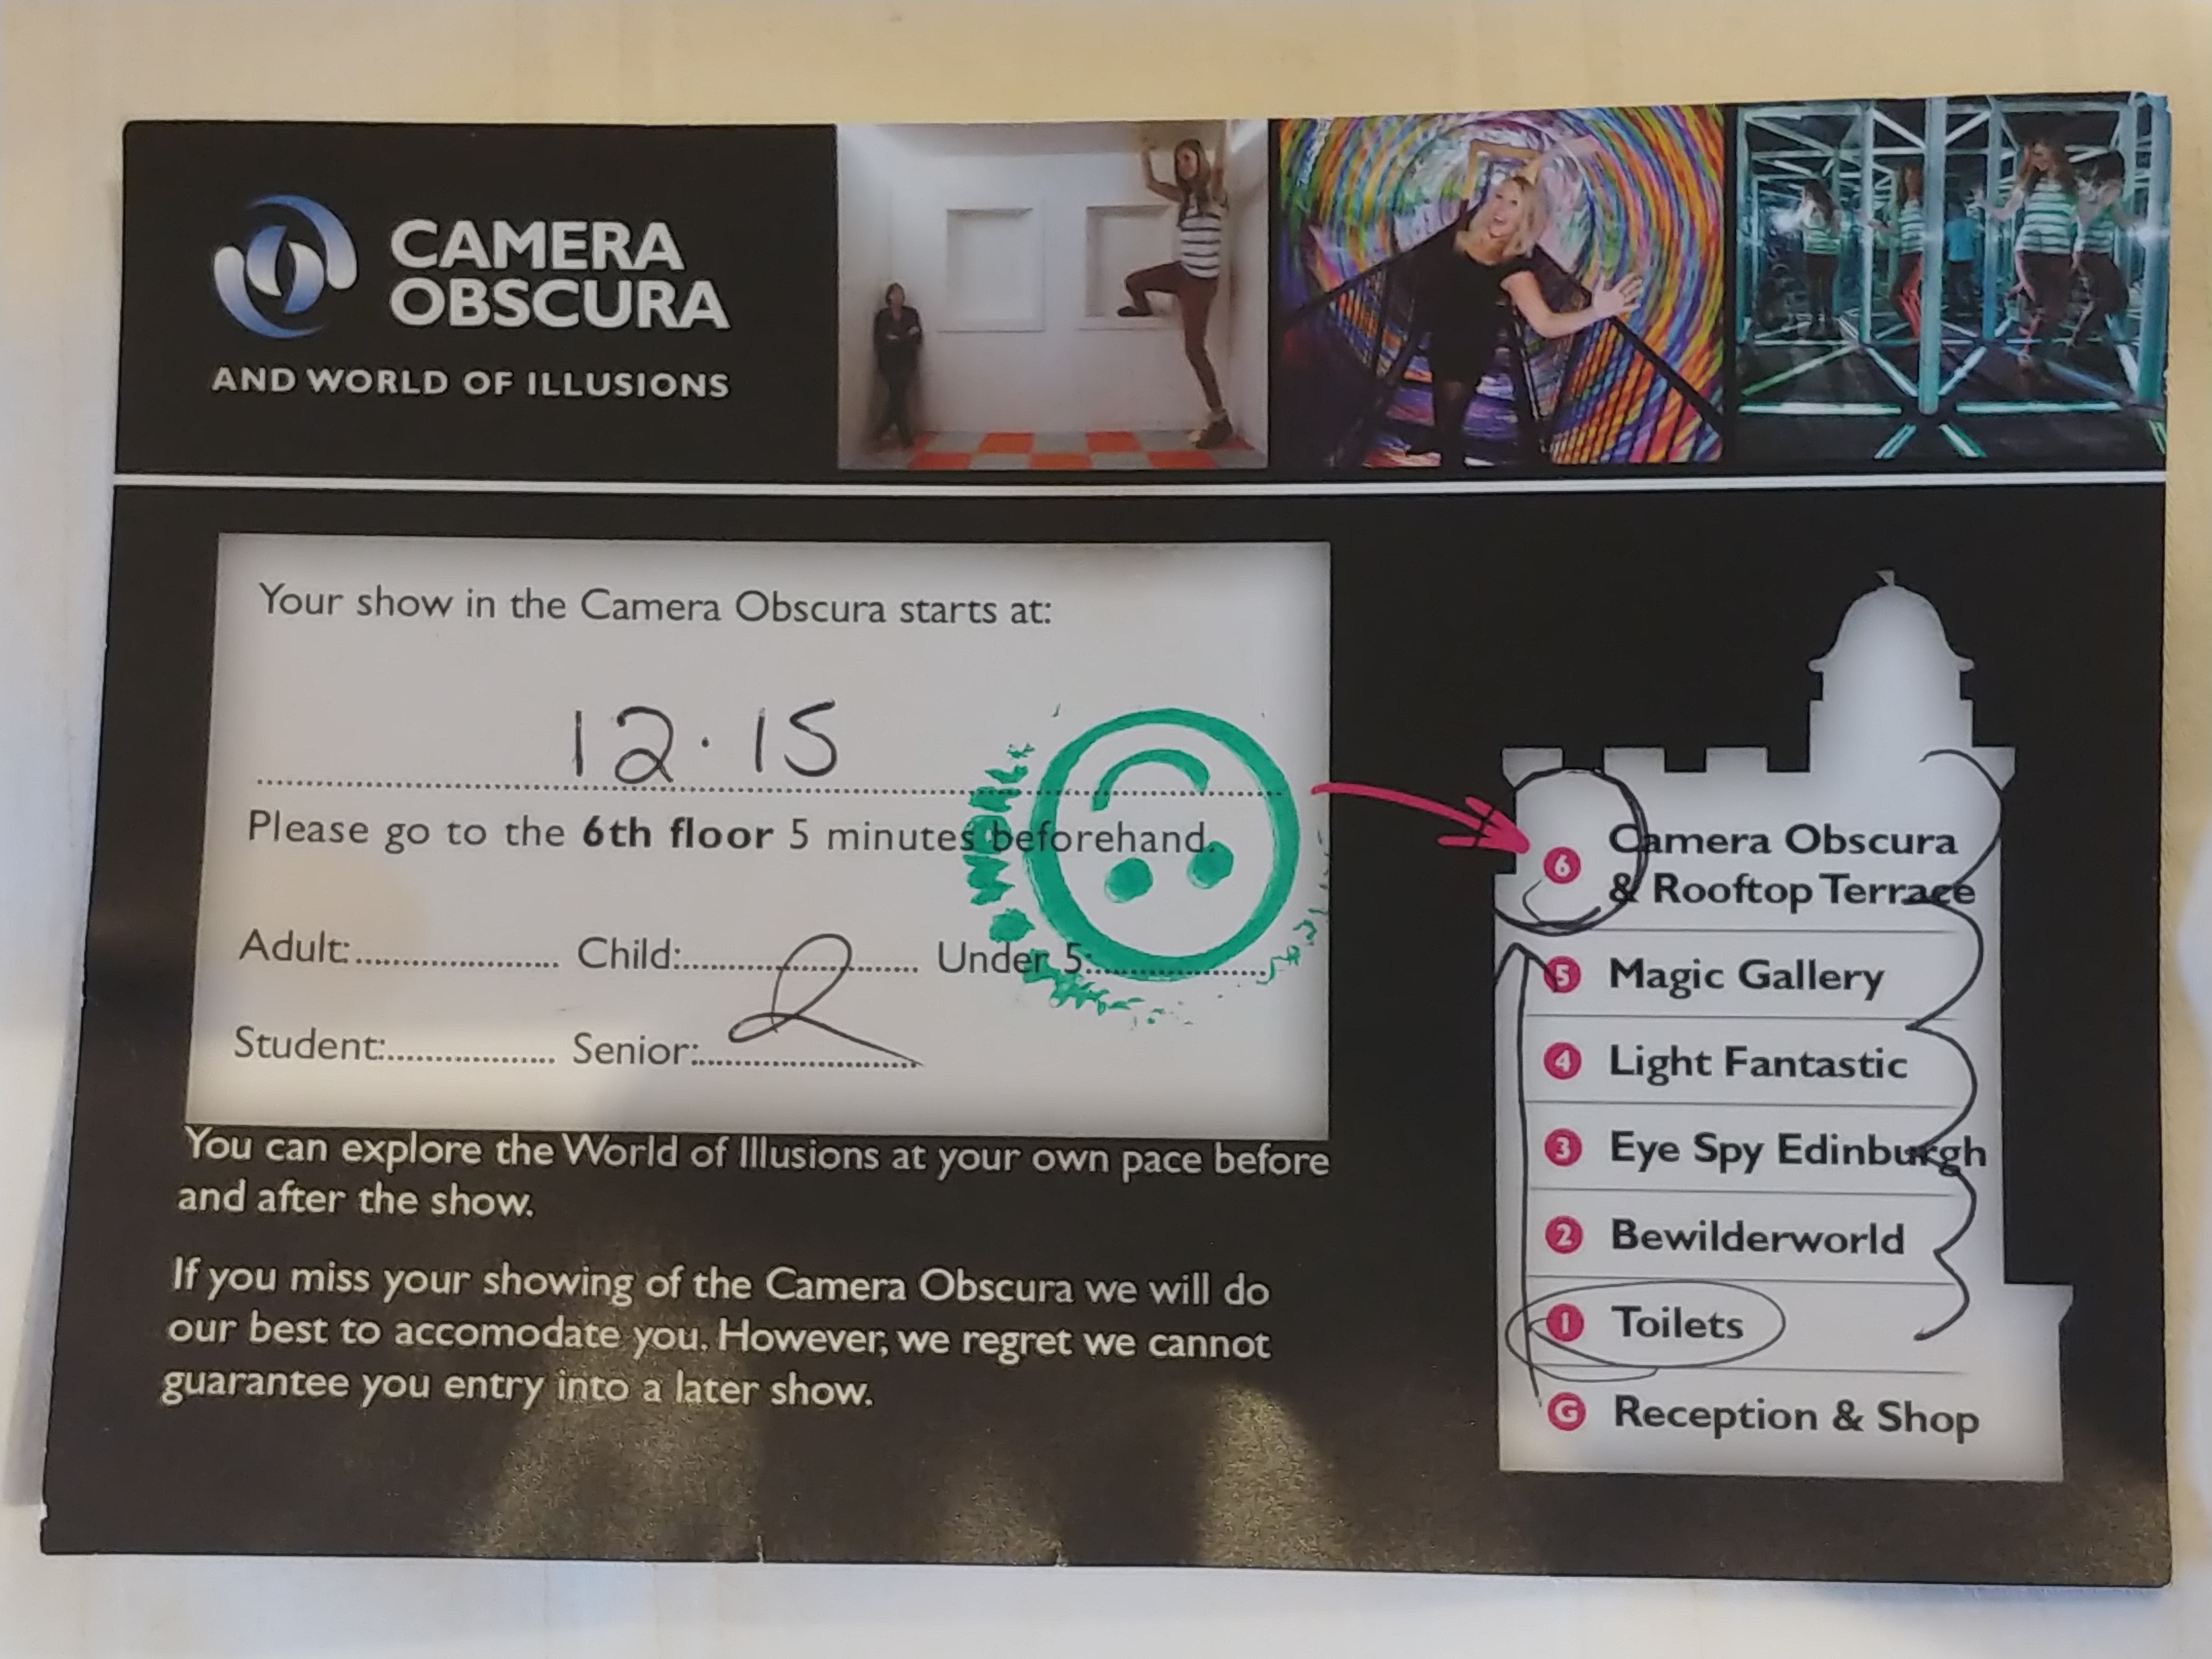 CAMERA
OBSCURA
AND WORLD OF ILLUSIONS
Your show in the Camera Obscura starts at:
12.15
Please go to the 6th floor 5 minutes beforehand.
Adult: Child: Under 5:
Student: Senior: 2
You can explore the World of Illusions at your own pace before
and after the show.
If you miss your showing of the Camera Obscura we will do
our best to accomodate you. However, we regret we cannot
guarantee you entry into a later show.
6 Camera Obscura
& Rooftop Terrace
5 Magic Gallery
4 Light Fantastic
3 Eye Spy Edinburgh
2 Bewilderworld
1 Toilets
G Reception & Shop